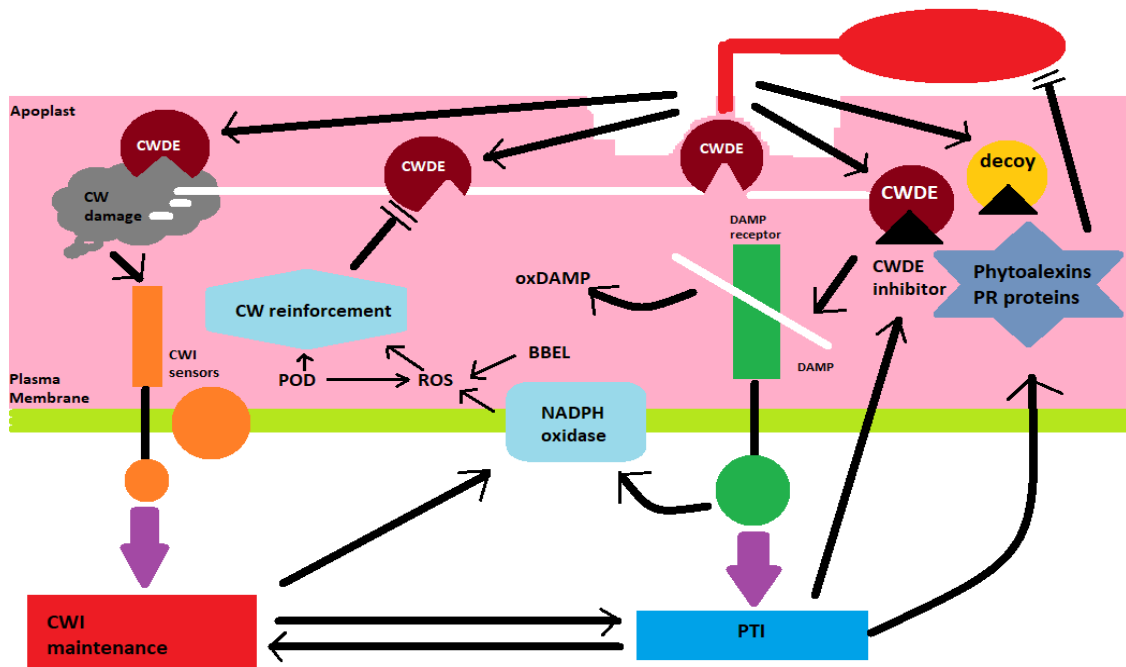 Apoplast
CWDE
CWDE
CWDE
CWDE
decoy
CW
damage
DAMP
receptor
CWDE
inhibitor
Phytoalexins
PR proteins
oxDAMP
CW reinforcement
CWI
sensors
BBEL
DAMP
POD
ROS
Plasma
Membrane
NADPH
oxidase
CWI
maintenance
PTI